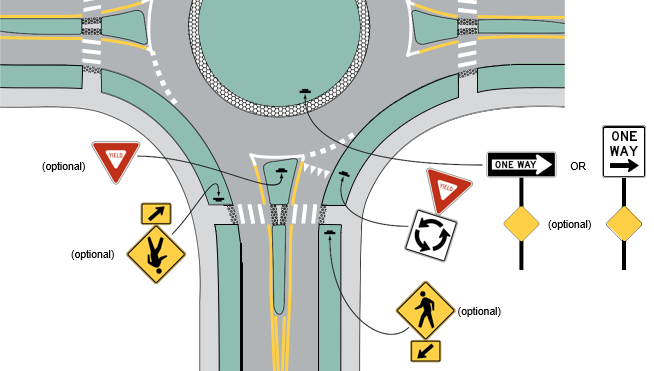 ONE
WAY
YIELD
(optional)
ONE WAY
OR
YIELD
(optional)
(optional)
(optional)